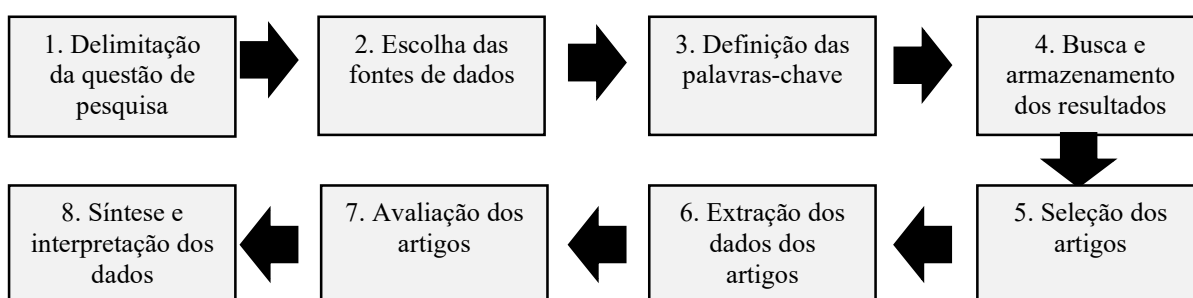 1. Delimitação
da questão de
pesquisa
2. Escolha das
fontes de dados
3. Definição das
palavras-chave
4. Busca e
armazenamento
dos resultados
5. Seleção dos
artigos
6. Extração dos
dados dos
artigos
7. Avaliação dos
artigos
8. Síntese e
interpretação dos
dados